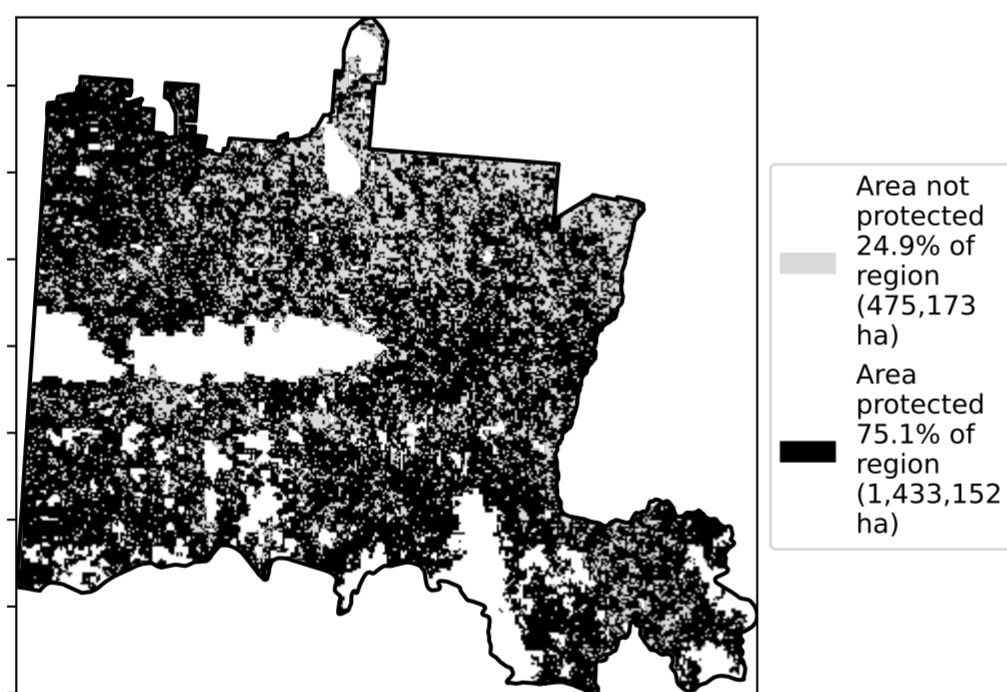 Area not
protected
24.9% of
region
(475,173
ha)
Area
protected
75.1% of
region
(1,433,152
ha)